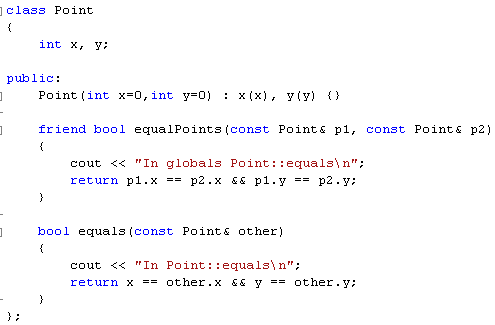 class Point
{
    int x, y;

public:
    Point(int x=0,int y=0) : x(x), y(y) {}

    friend bool equalPoints(const Point& p1, const Point& p2)
    {
        cout << "In globals Point::equals\n";
        return p1.x == p2.x && p1.y == p2.y;
    }

    bool equals(const Point& other)
    {
        cout << "In Point::equals\n";
        return x == other.x && y == other.y;
    }
};